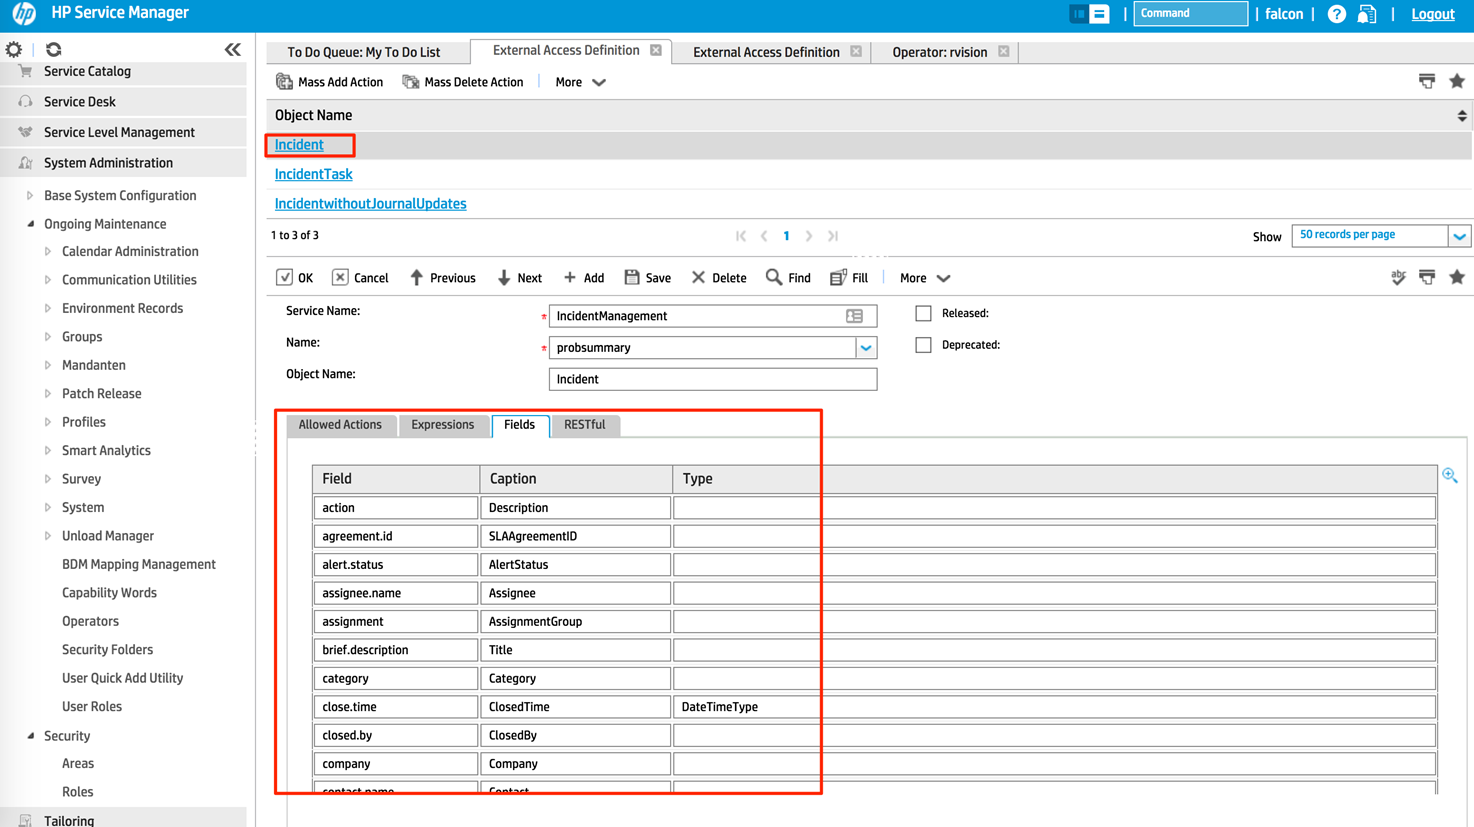 hp HP Service Manager
Command
falcon
?
Logout
To Do Queue: My To Do List
External Access Definition
External Access Definition
Operator: rvision
Service Catalog
Service Desk
Service Level Management
System Administration
Base System Configuration
Ongoing Maintenance
Calendar Administration
Communication Utilities
Environment Records
Groups
Mandanten
Patch Release
Profiles
Smart Analytics
Survey
System
Unload Manager
BDM Mapping Management
Capability Words
Operators
Security Folders
User Quick Add Utility
User Roles
Security
Areas
Roles
Tailoring
Mass Add Action
Mass Delete Action
More
Object Name
Incident
IncidentTask
IncidentwithoutJournalUpdates
1 to 3 of 3
1
Show
50 records per page
OK
Cancel
Previous
Next
Add
Save
Delete
Find
Fill
More
abc
Service Name:
* IncidentManagement
Released:
Name:
* probsummary
Deprecated:
Object Name:
Incident
Allowed Actions
Expressions
Fields
RESTful
Field Caption Type
action Description
agreement.id SLAAgreementID
alert.status AlertStatus
assignee.name Assignee
assignment AssignmentGroup
brief.description Title
category Category
close.time ClosedTime DateTimeType
closed.by ClosedBy
company Company
contact.name Contact